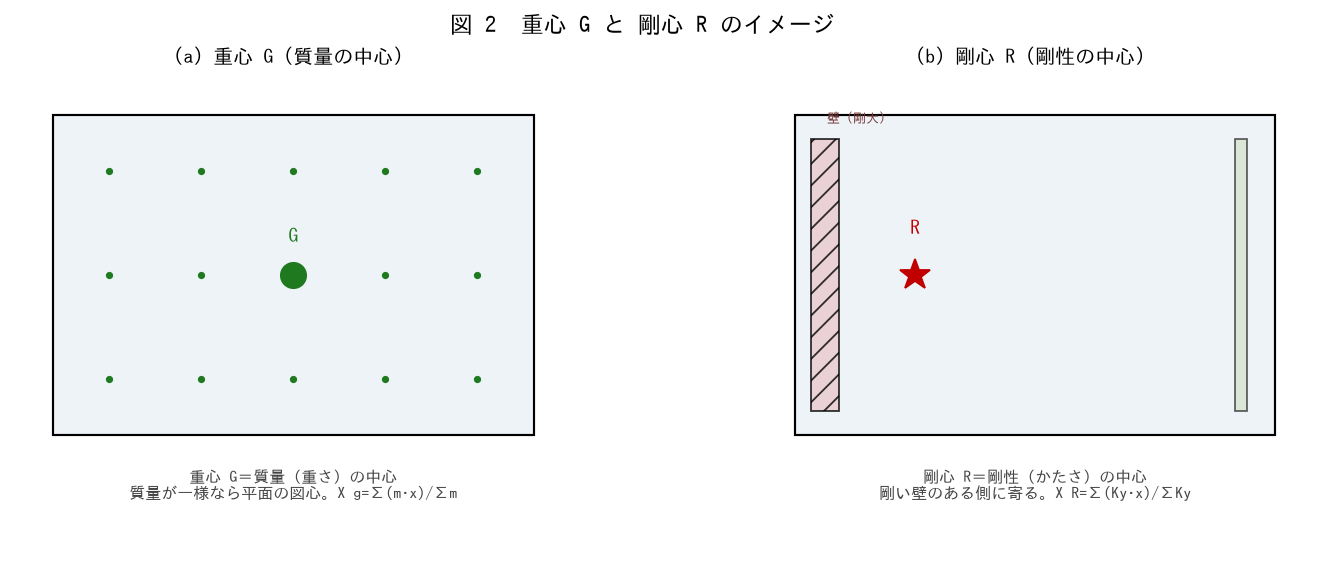 図 2　重心 G と 剛心 R のイメージ
(a) 重心 G（質量の中心）
(b) 剛心 R（剛性の中心）
壁（剛大）
G
R
重心 G＝質量（重さ）の中心
質量が一様なら平面の図心。X g=Σ(m·x)/Σm
剛心 R＝剛性（かたさ）の中心
剛い壁のある側に寄る。X R=Σ(Ky·x)/ΣKy